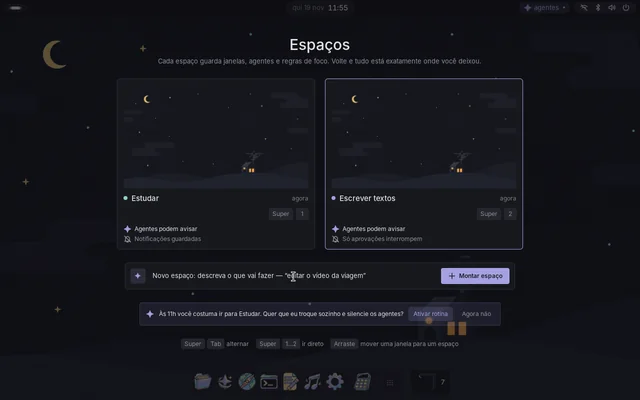 qui 19 nov 11:55
agentes
Espaços
Cada espaço guarda janelas, agentes e regras de foco. Volte e tudo está exatamente onde você deixou.
Estudar agora
Super 1
Agentes podem avisar
Notificações guardadas
Escrever textos agora
Super 2
Agentes podem avisar
Só aprovações interrompem
Novo espaço: descreva o que vai fazer — “editar o vídeo da viagem”
Montar espaço
Às 11h você costuma ir para Estudar. Quer que eu troque sozinho e silencie os agentes? Ativar rotina Agora não
Super Tab alternar Super 1…2 ir direto Arraste mover uma janela para um espaço
7